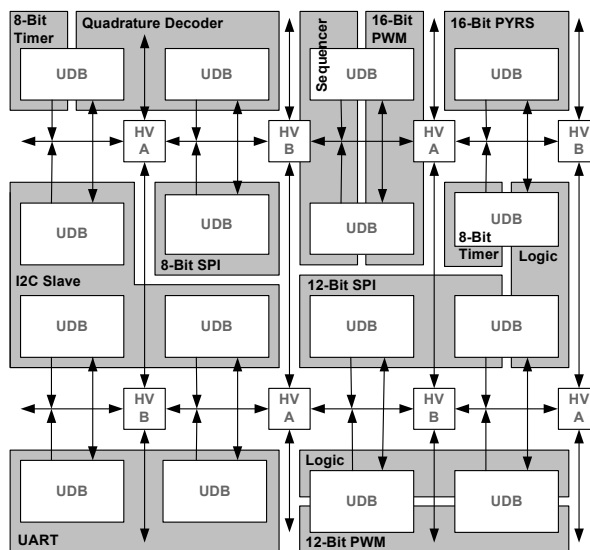 8-Bit
Timer
Quadrature Decoder
Sequencer
16-Bit
PWM
16-Bit PYRS
UDB
UDB
UDB
UDB
HV
A
HV
B
HV
A
HV
B
UDB
UDB
UDB
UDB
8-Bit SPI
8-Bit
Timer
Logic
I2C Slave
12-Bit SPI
UDB
UDB
UDB
UDB
HV
B
HV
A
HV
B
HV
A
Logic
UDB
UDB
UDB
UDB
UART
12-Bit PWM